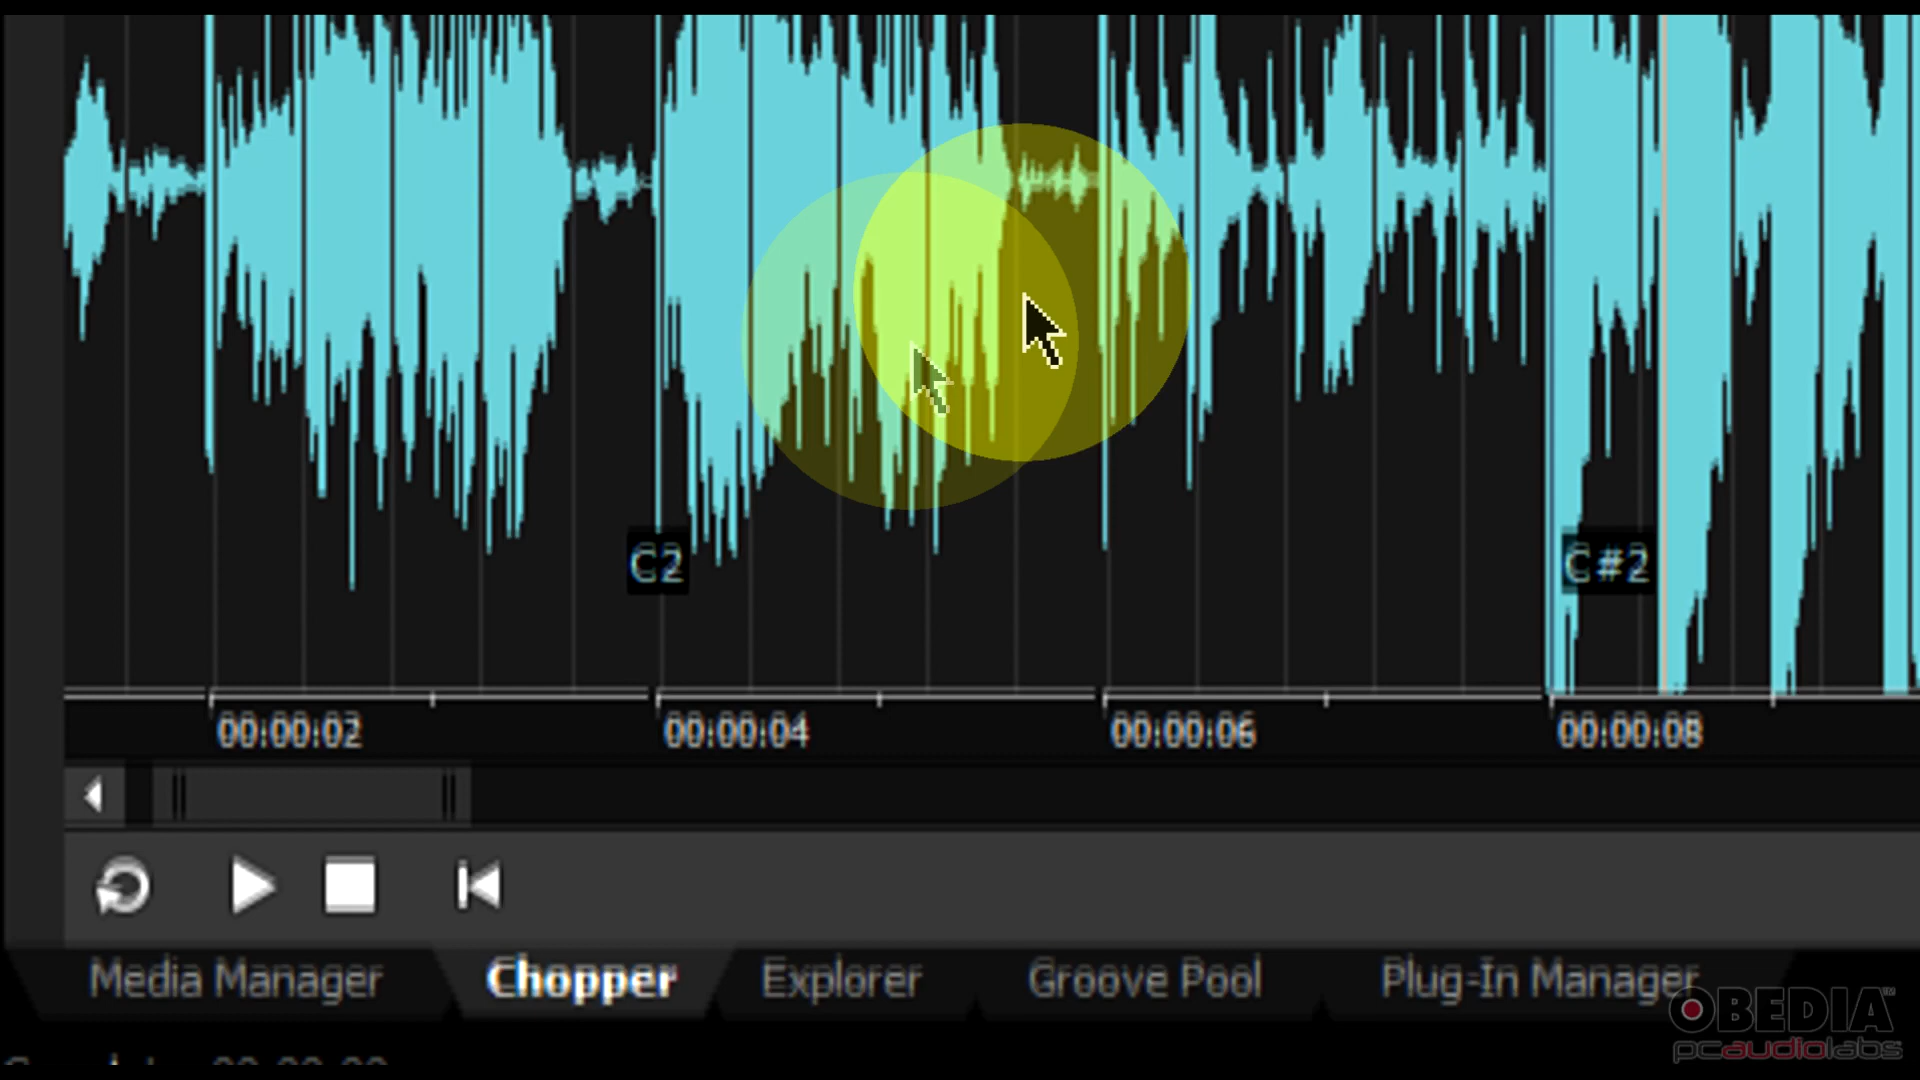 C2
C#2
00:00:02
00:00:04
00:00:06
00:00:08
Media Manager
Chopper
Explorer
Groove Pool
Plug-In Manager
OBEDIA™
pcaudiolabs